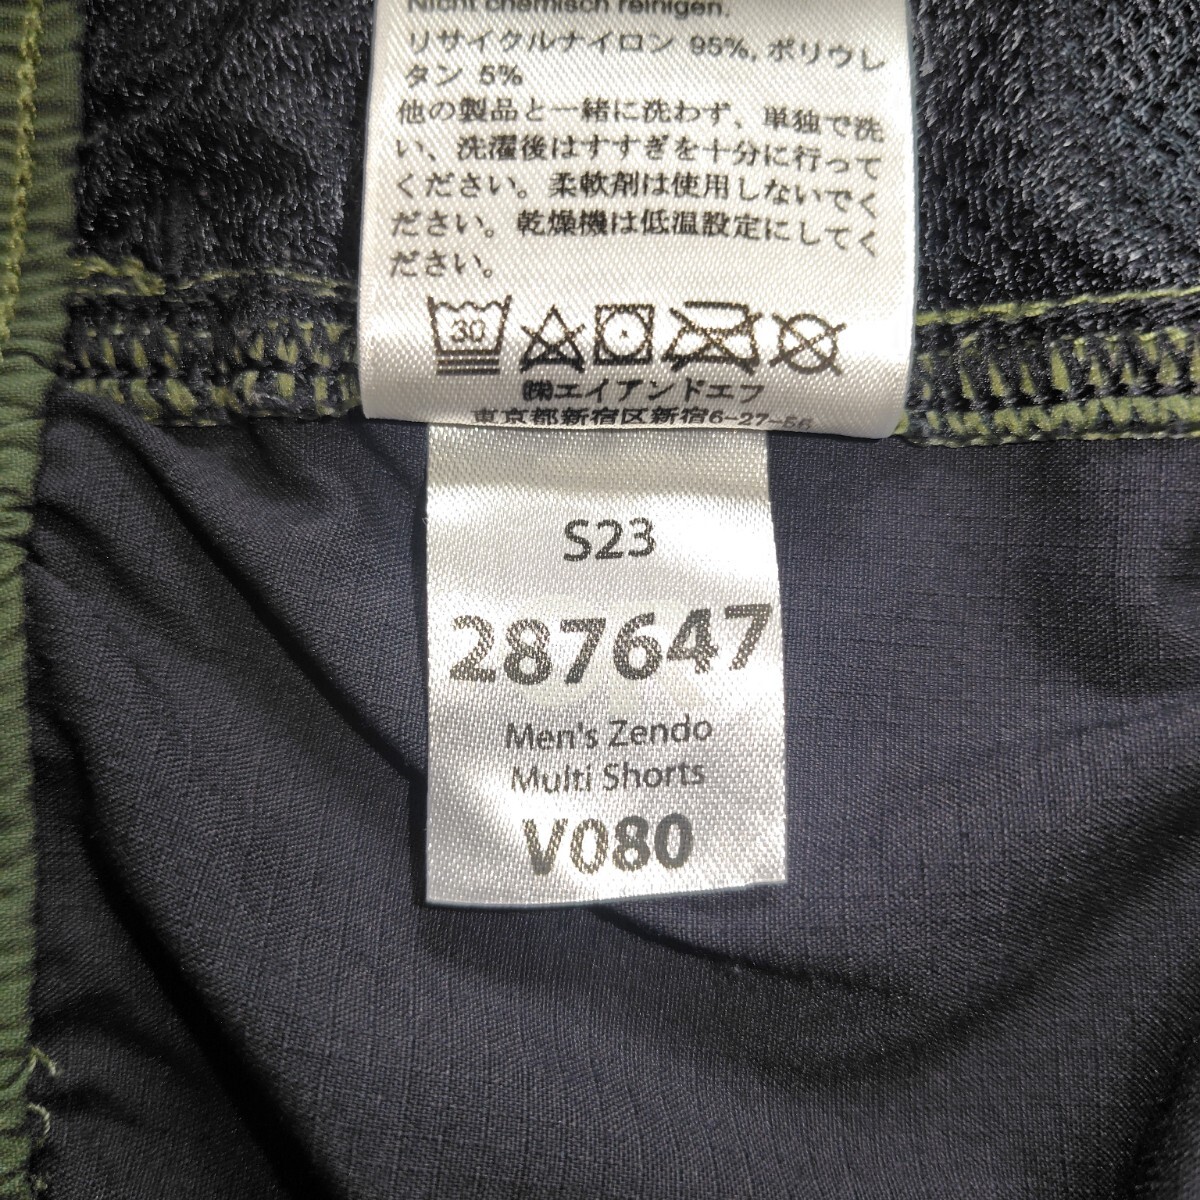 Nicht chemisch reinigen.
リサイクルナイロン 95%, ポリウレ
タン 5%
他の製品と一緒に洗わず、単独で洗
い、洗濯後はすすぎを十分に行って
ください。柔軟剤は使用しないでく
ださい。乾燥機は低温設定にしてく
ださい。
30
㈱エイアンドエフ
東京都新宿区新宿6-27-56
S23
287647
Men's Zendo
Multi Shorts
V080